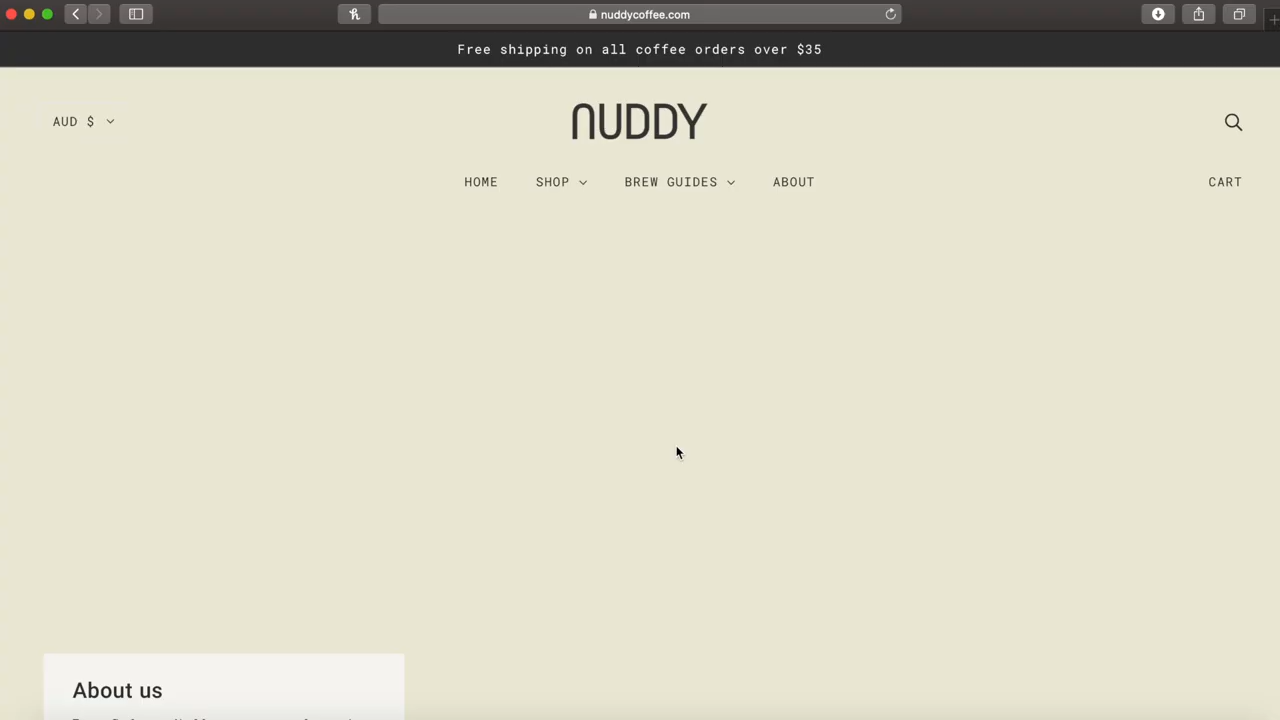 nuddycoffee.com
Free shipping on all coffee orders over $35
AUD $
NUDDY
HOME
SHOP
BREW GUIDES
ABOUT
CART
About us